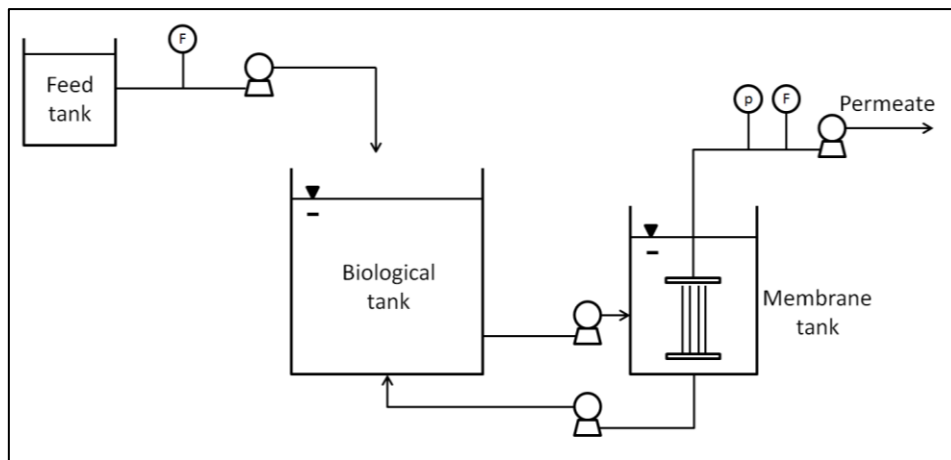 F
Feed
tank
p
F
Permeate
Biological
tank
Membrane
tank